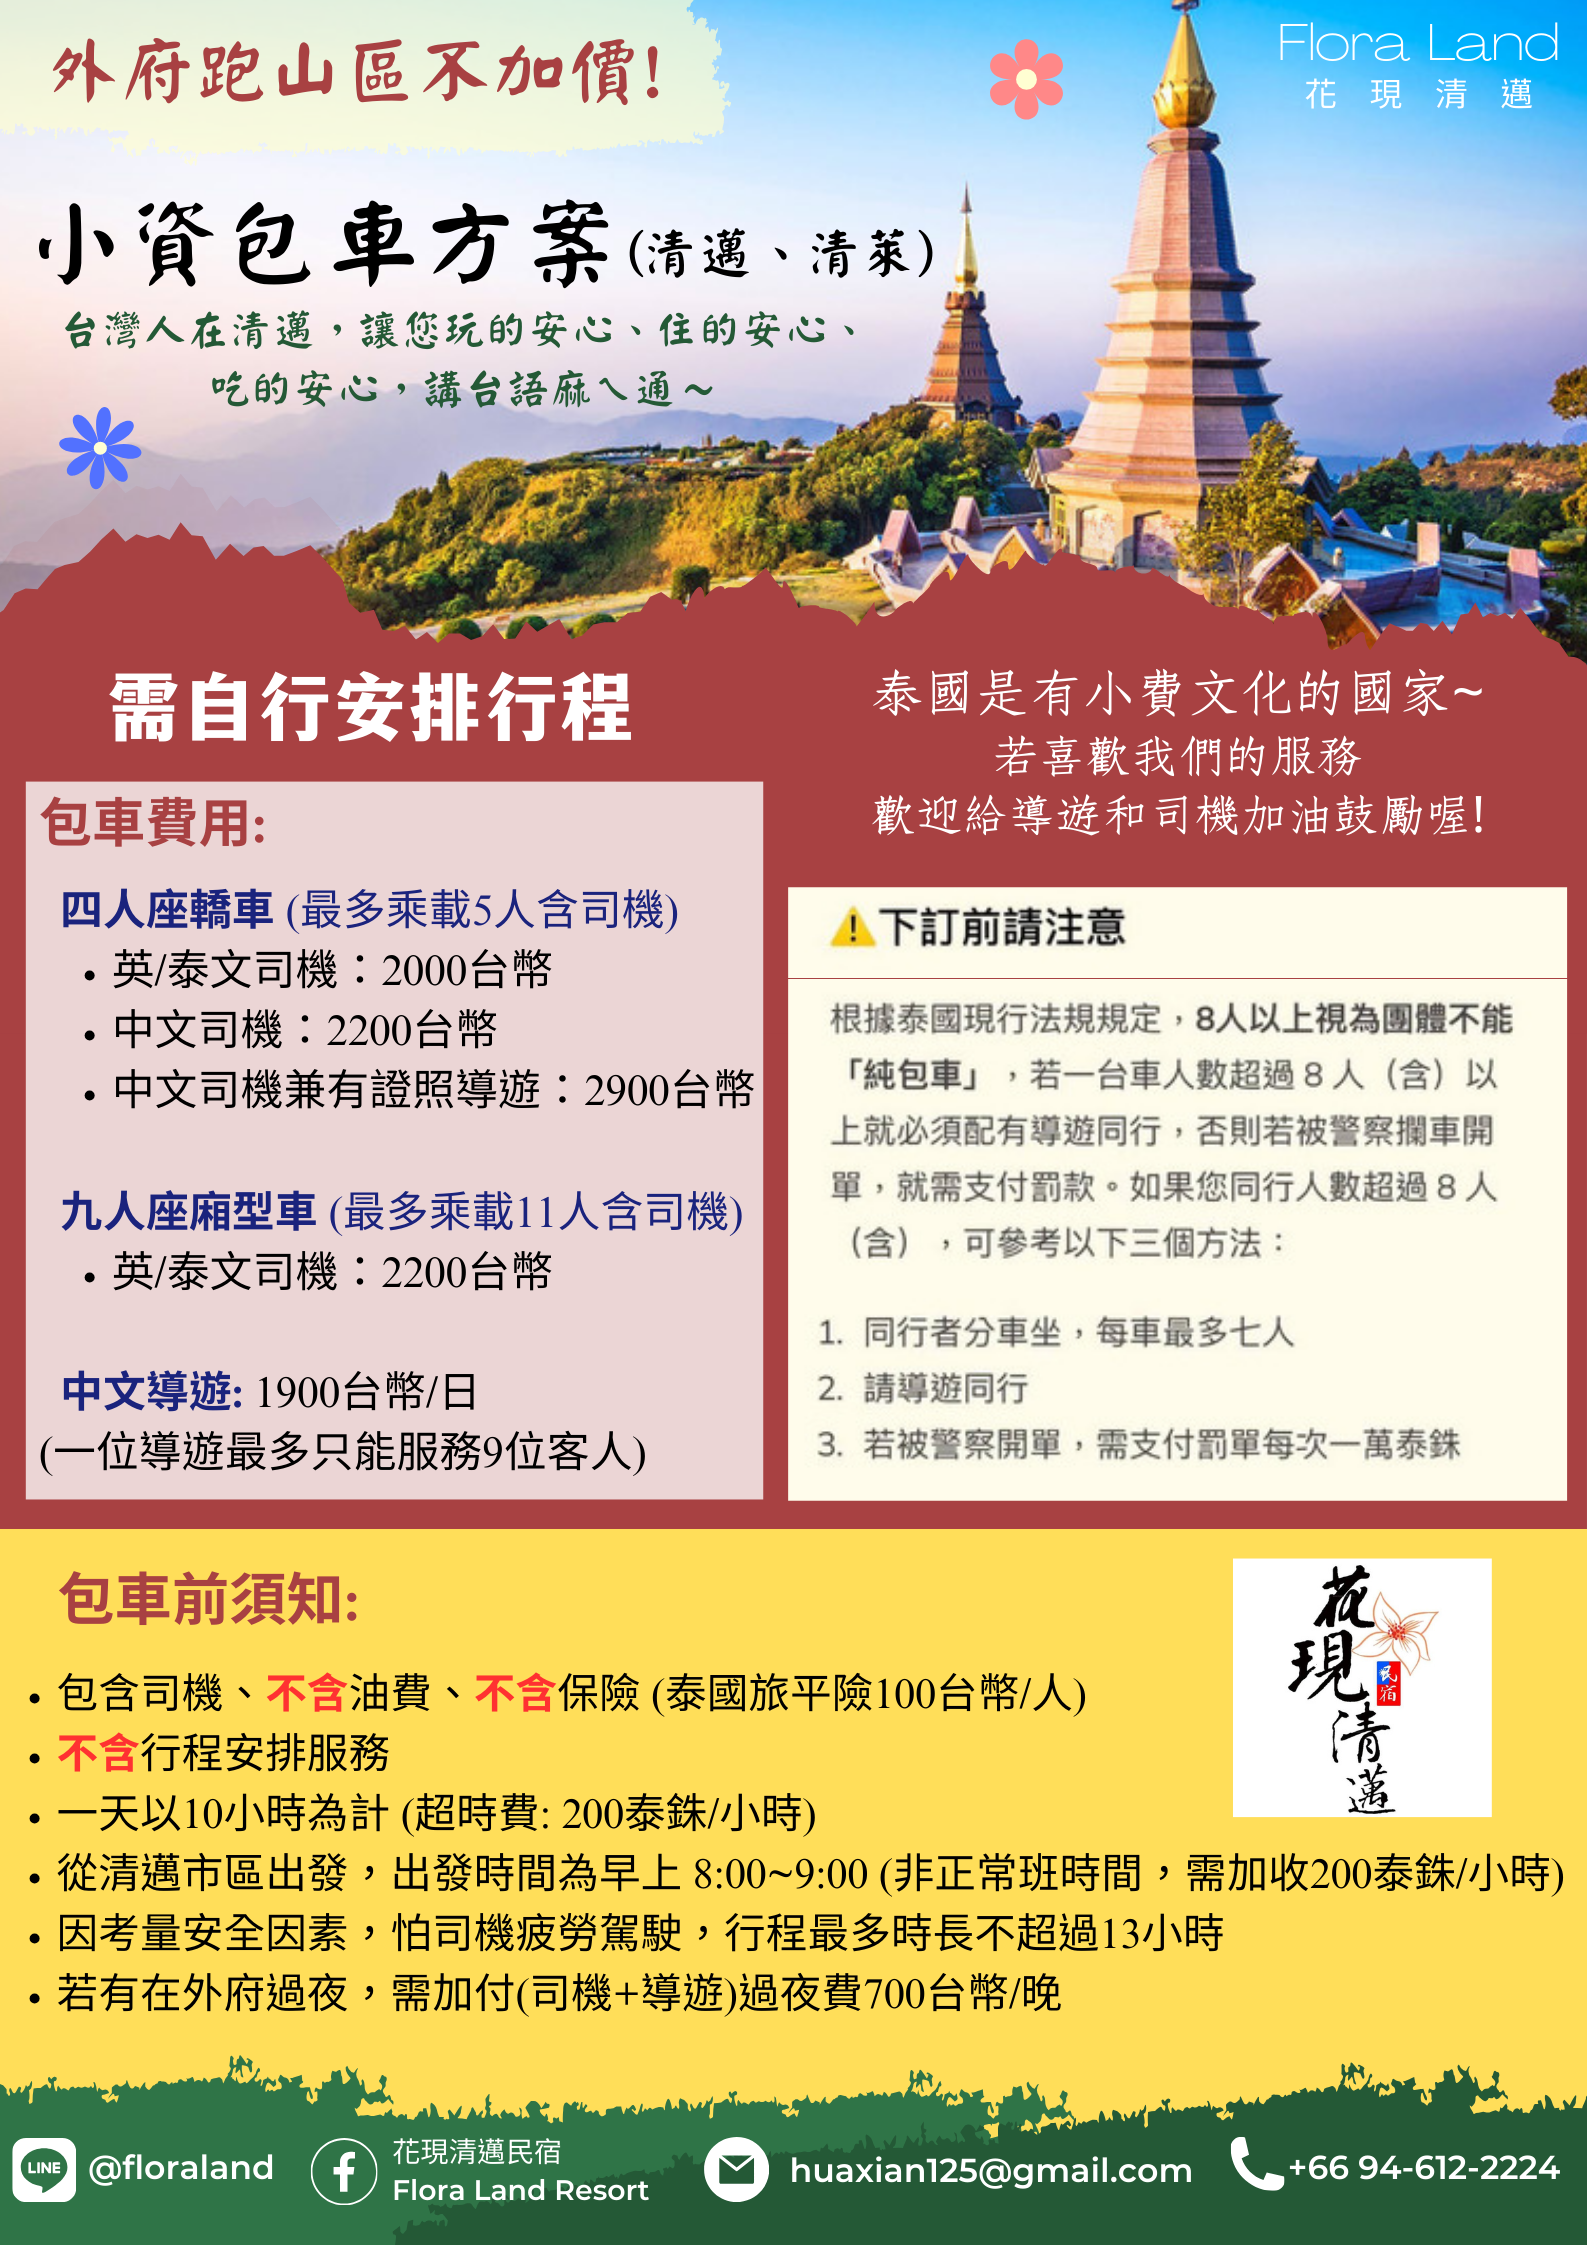 外府跑山區不加價!
Flora Land
花現清邁
小資包車方案(清邁、清萊)
台灣人在清邁，讓您玩的安心、住的安心、
吃的安心，講台語麻ㄟ通~
需自行安排行程
包車費用:
四人座轎車 (最多乘載5人含司機)
• 英/泰文司機：2000台幣
• 中文司機：2200台幣
• 中文司機兼有證照導遊：2900台幣
九人座廂型車 (最多乘載11人含司機)
• 英/泰文司機：2200台幣
中文導遊: 1900台幣/日
(一位導遊最多只能服務9位客人)
泰國是有小費文化的國家~
若喜歡我們的服務
歡迎給導遊和司機加油鼓勵喔!
⚠️下訂前請注意
根據泰國現行法規規定，8人以上視為團體不能
「純包車」，若一台車人數超過 8 人（含）以
上就必須配有導遊同行，否則若被警察攔車開
單，就需支付罰款。如果您同行人數超過 8 人
（含），可參考以下三個方法：
1. 同行者分車坐，每車最多七人
2. 請導遊同行
3. 若被警察開單，需支付罰單每次一萬泰銖
包車前須知:
• 包含司機、不含油費、不含保險 (泰國旅平險100台幣/人)
• 不含行程安排服務
• 一天以10小時為計 (超時費: 200泰銖/小時)
• 從清邁市區出發，出發時間為早上 8:00~9:00 (非正常班時間，需加收200泰銖/小時)
• 因考量安全因素，怕司機疲勞駕駛，行程最多時長不超過13小時
• 若有在外府過夜，需加付(司機+導遊)過夜費700台幣/晚
花現清邁
民宿
LINE
@floraland
花現清邁民宿
Flora Land Resort
huaxian125@gmail.com
+66 94-612-2224